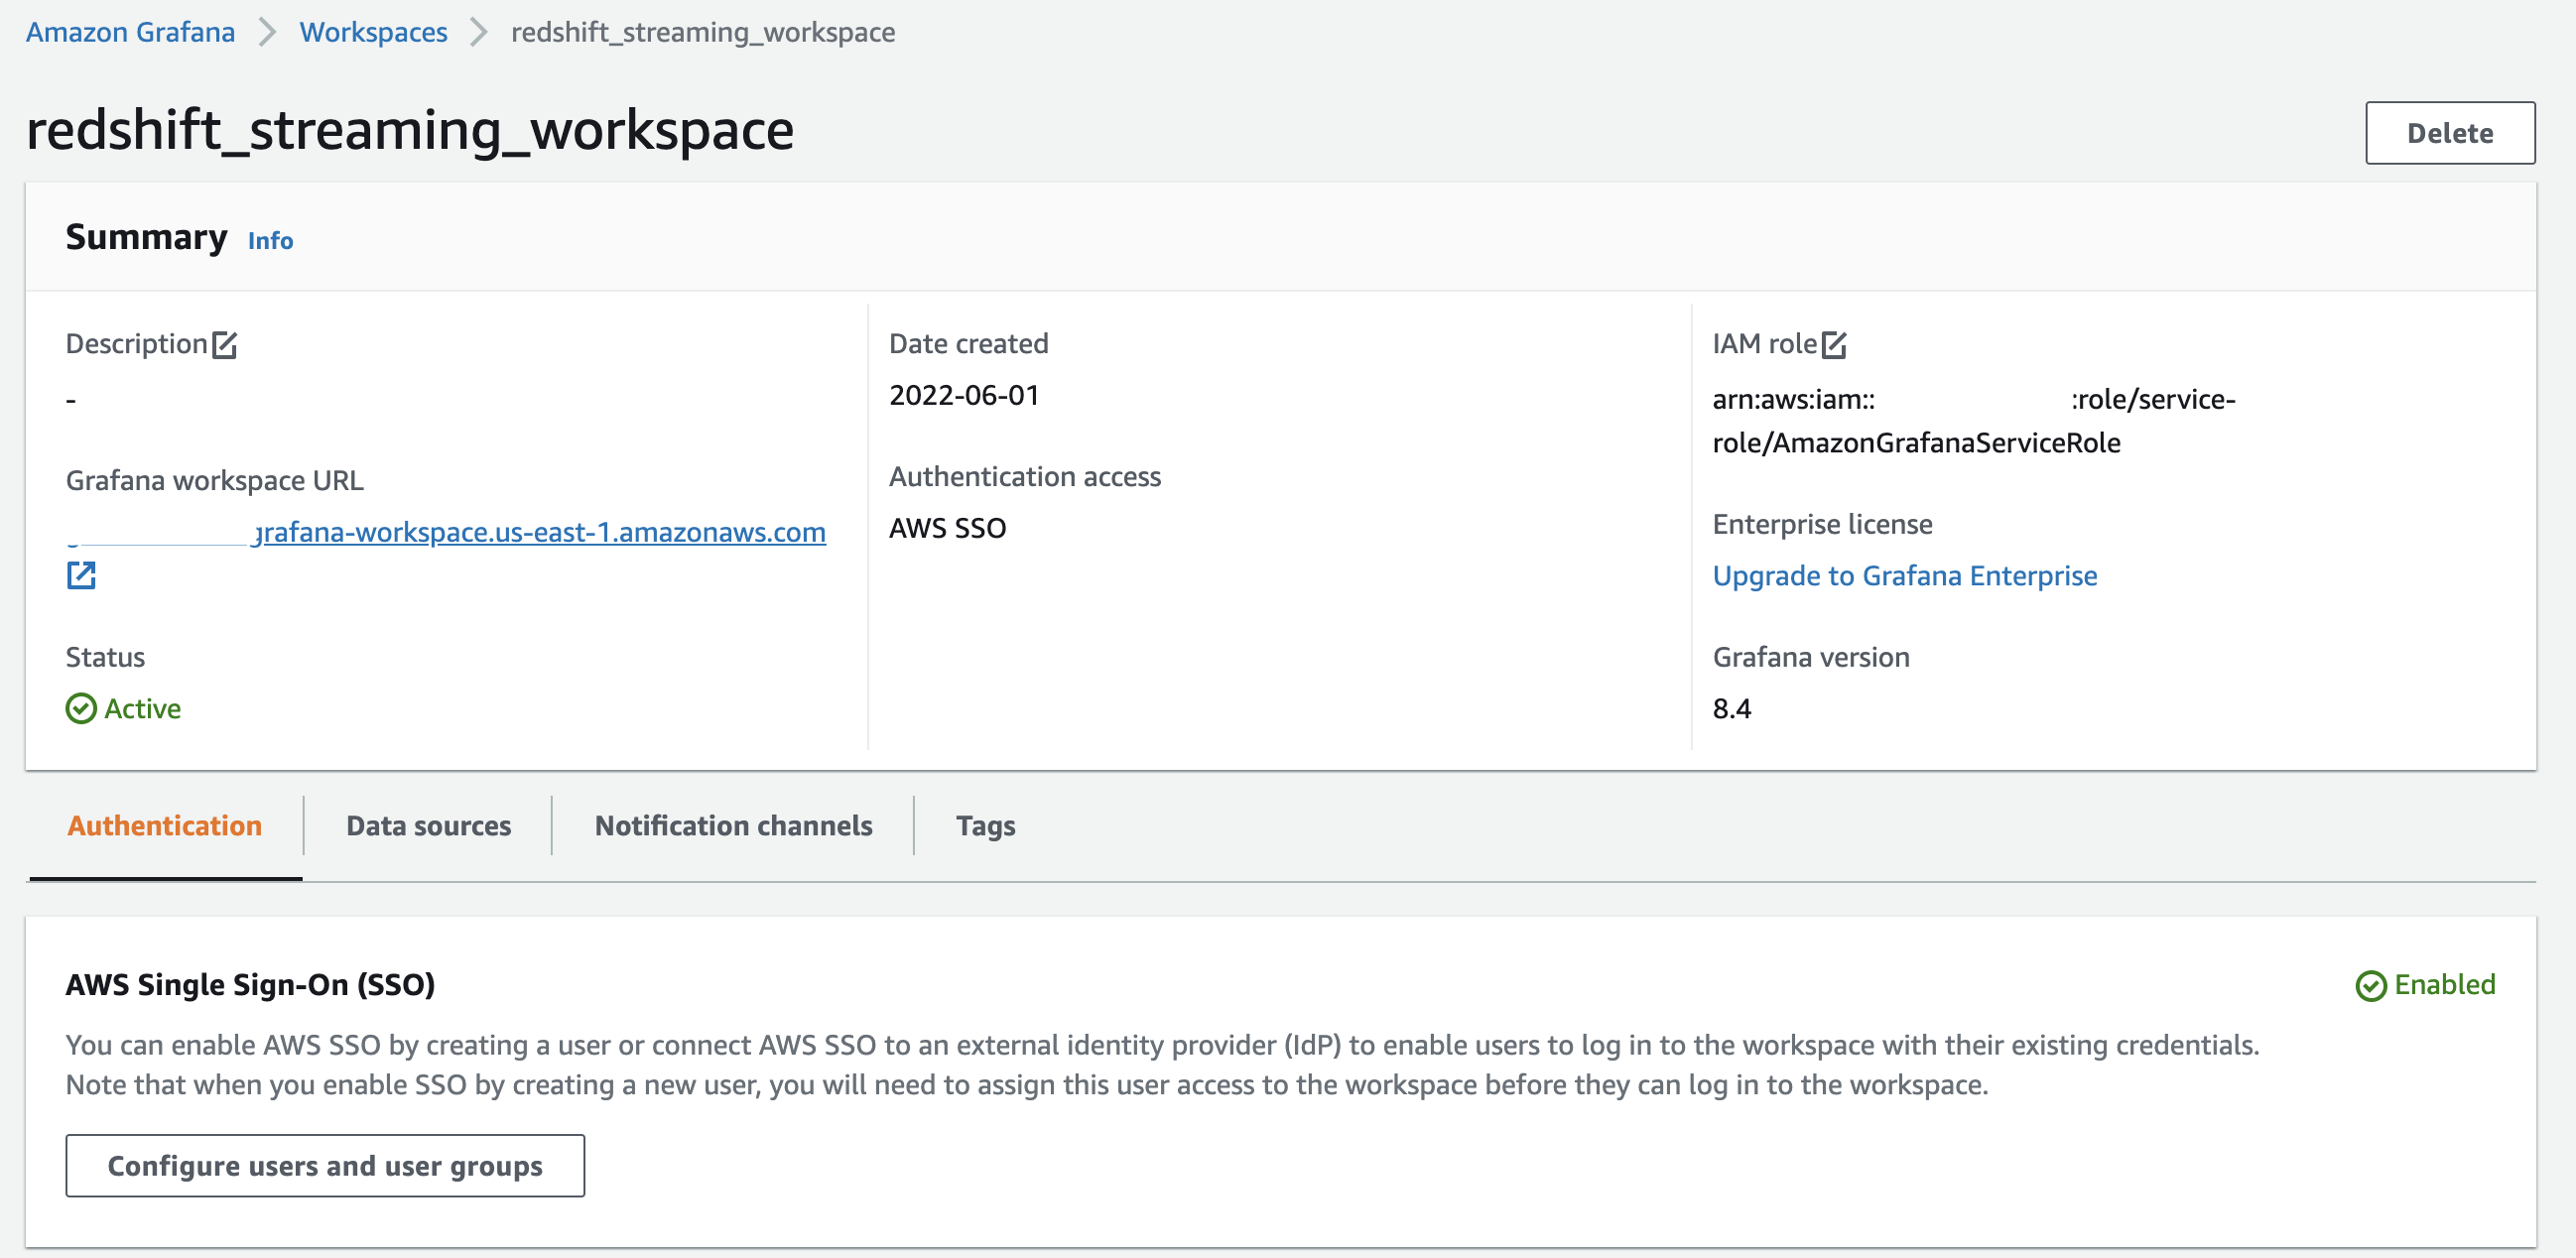 Amazon Grafana > Workspaces > redshift_streaming_workspace
redshift_streaming_workspace
Delete
Summary Info
Description
-
Grafana workspace URL
grafana-workspace.us-east-1.amazonaws.com
Status
Active
Date created
2022-06-01
Authentication access
AWS SSO
IAM role
arn:aws:iam:: :role/service-
role/AmazonGrafanaServiceRole
Enterprise license
Upgrade to Grafana Enterprise
Grafana version
8.4
Authentication
Data sources
Notification channels
Tags
AWS Single Sign-On (SSO)
Enabled
You can enable AWS SSO by creating a user or connect AWS SSO to an external identity provider (IdP) to enable users to log in to the workspace with their existing credentials.
Note that when you enable SSO by creating a new user, you will need to assign this user access to the workspace before they can log in to the workspace.
Configure users and user groups